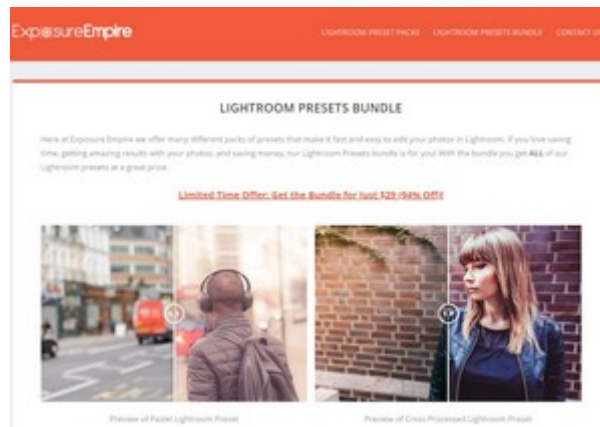 ExposureEmpire
LIGHTROOM PRESET PACKS LIGHTROOM PRESETS BUNDLE CONTACT US
LIGHTROOM PRESETS BUNDLE
Here at Exposure Empire we offer many different packs of presets that make it fast and easy to edit your photos in Lightroom. If you love saving
time, getting amazing results with your photos, and saving money, our Lightroom Presets bundle is for you! With the bundle you get ALL of our
Lightroom presets at a great price.
Limited Time Offer: Get the Bundle for Just $29 (94% Off)!
Preview of Pastel Lightroom Preset
Preview of Cross Processed Lightroom Preset